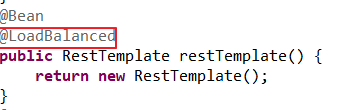 @Bean
@LoadBalanced
public RestTemplate restTemplate() {
    return new RestTemplate();
}